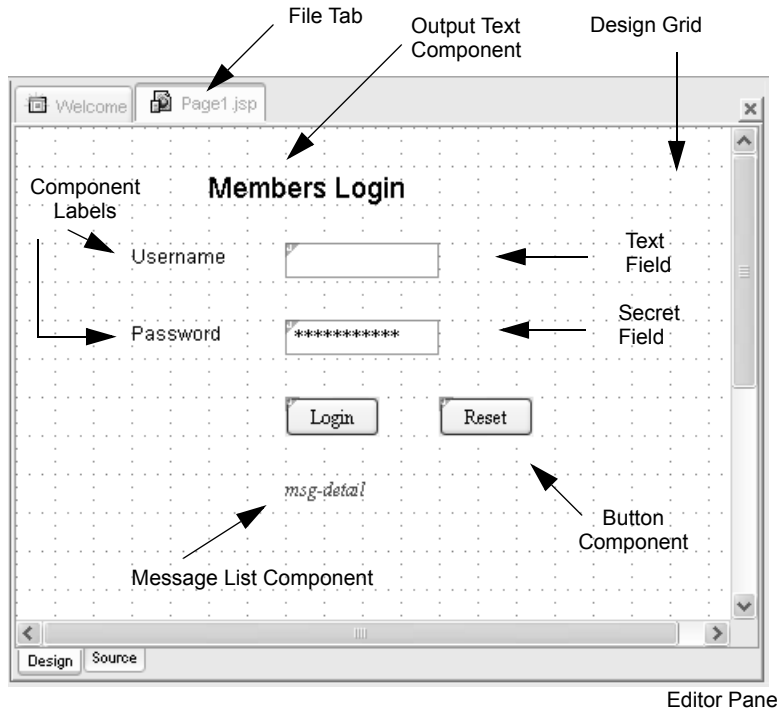 File Tab
Output Text
Component
Design Grid
Welcome
Page1.jsp
Members Login
Component
Labels
Username
Text
Field
Password
***********
Secret
Field
Login
Reset
msg-detail
Button
Component
Message List Component
Design
Source
Editor Pane